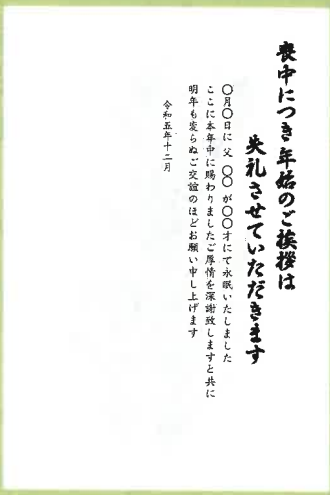 喪中につき年始のご挨拶は
失礼させていただきます
〇月〇日に 父 〇〇 が〇〇才にて永眠いたしました
ここに本年中に賜わりましたご厚情を深謝致しますと共に
明年も変らぬご交誼のほどお願い申し上げます
令和五年十二月